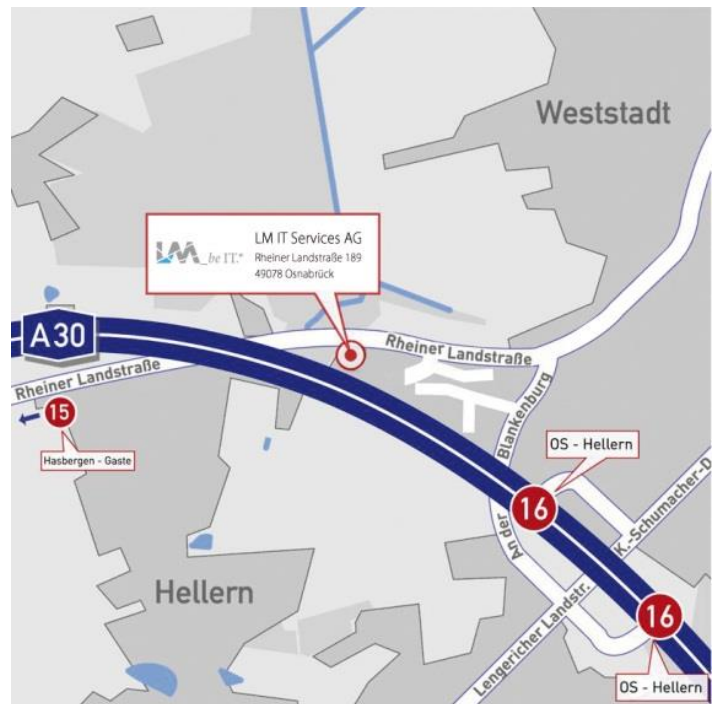 Weststadt
LM_be IT.®
LM IT Services AG
Rheiner Landstraße 189
49078 Osnabrück
A30
Rheiner Landstraße
Rheiner Landstraße
15
Hasbergen - Gaste
An der Blankenburg
OS - Hellern
16
K.-Schumacher-D
Hellern
Lengericher Landstr.
16
OS - Hellern